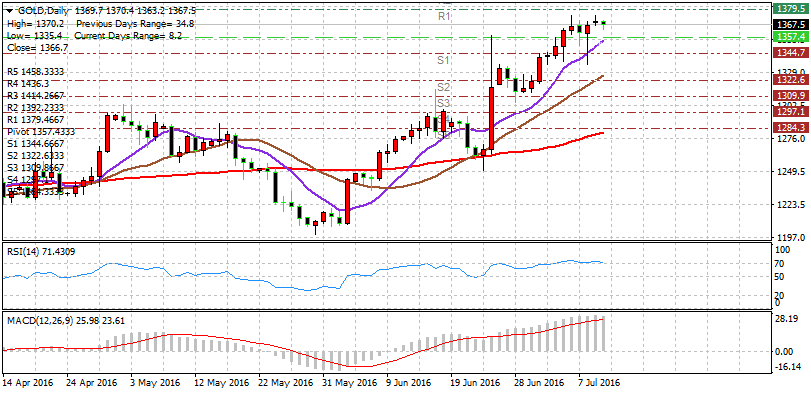 GOLD,Daily 1369.7 1370.4 1363.2 1367.5
High= 1370.2 Previous Days Range= 34.8
Low= 1335.4 Current Days Range= 8.2
Close= 1366.7
R5 1458.3333
R4 1436.3
R3 1414.2667
R2 1392.2333
R1 1379.4667
Pivot 1357.4333
S1 1344.6667
S2 1322.6333
S3 1309.8667
R1
S1
S2
S3
1379.5
1367.5
1357.4
1344.7
1329.0
1322.6
1309.9
1297.1
1284.3
1276.0
1249.5
1223.5
1197.0
RSI(14) 71.4309
100
70
50
20
0
MACD(12,26,9) 25.98 23.61
28.19
0.00
-16.14
14 Apr 2016 24 Apr 2016 3 May 2016 12 May 2016 22 May 2016 31 May 2016 9 Jun 2016 19 Jun 2016 28 Jun 2016 7 Jul 2016